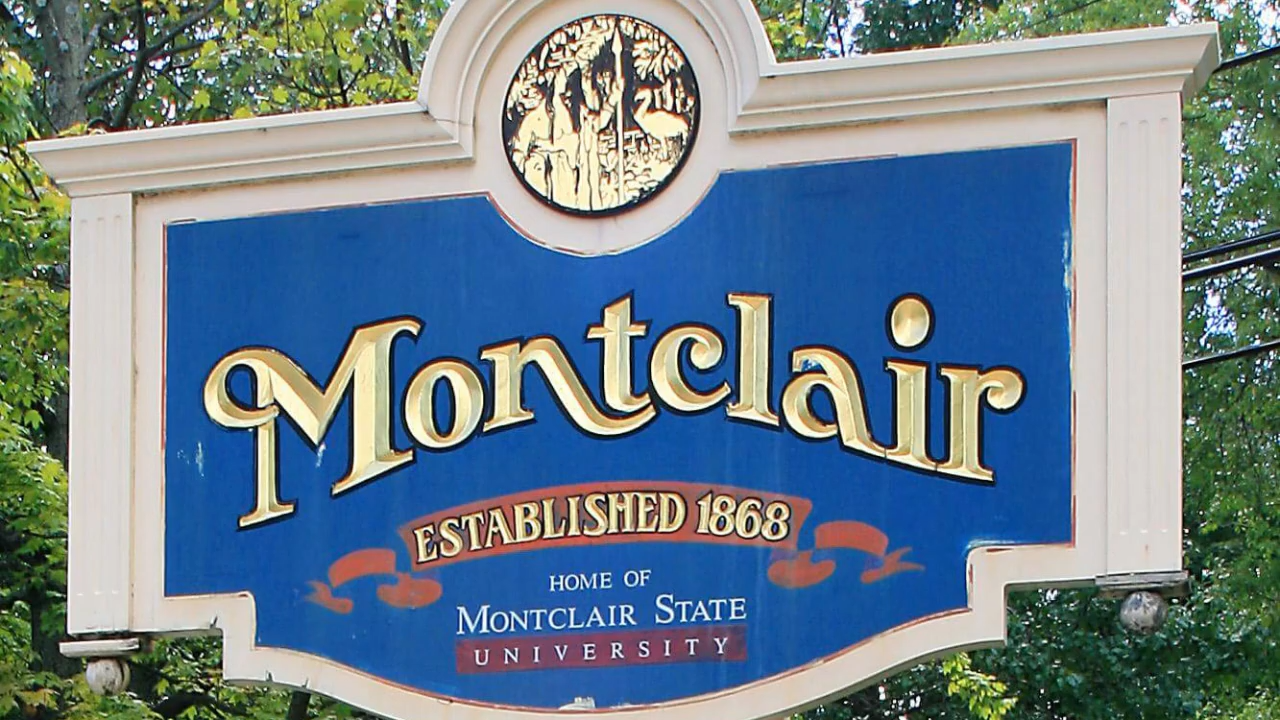 Montclair
ESTABLISHED 1868
HOME OF
MONTCLAIR STATE
UNIVERSITY